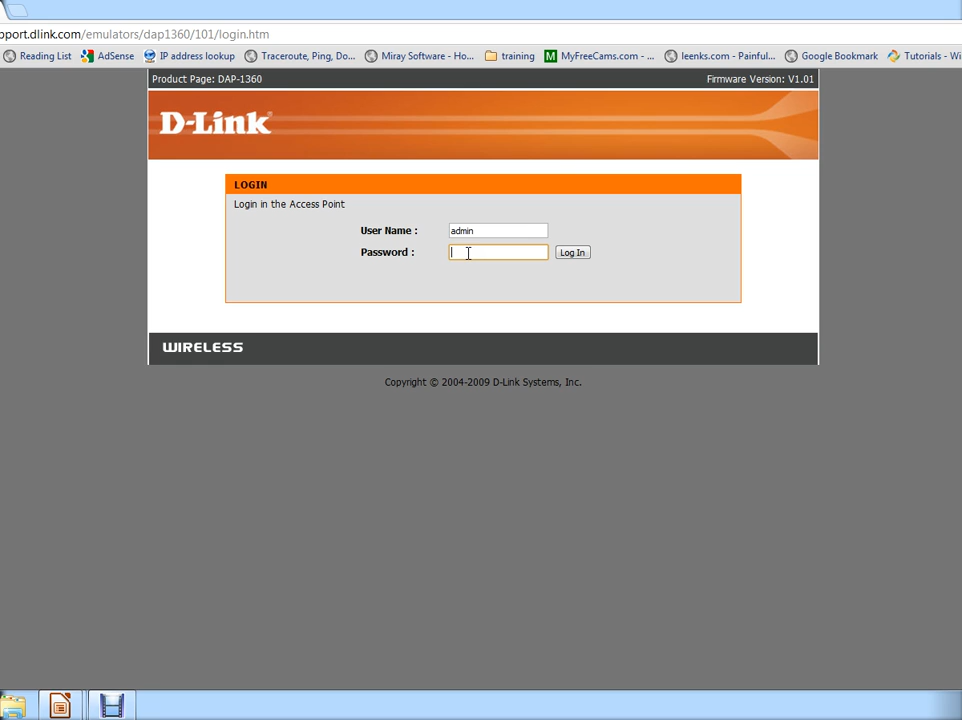 pport.dlink.com/emulators/dap1360/101/login.htm
Reading List AdSense IP address lookup Traceroute, Ping, Do... Miray Software - Ho... training MyFreeCams.com - ... leenks.com - Painful... Google Bookmark Tutorials - Wi
Product Page: DAP-1360 Firmware Version: V1.01
D-Link
LOGIN
Login in the Access Point
User Name : admin
Password : Log In
WIRELESS
Copyright © 2004-2009 D-Link Systems, Inc.